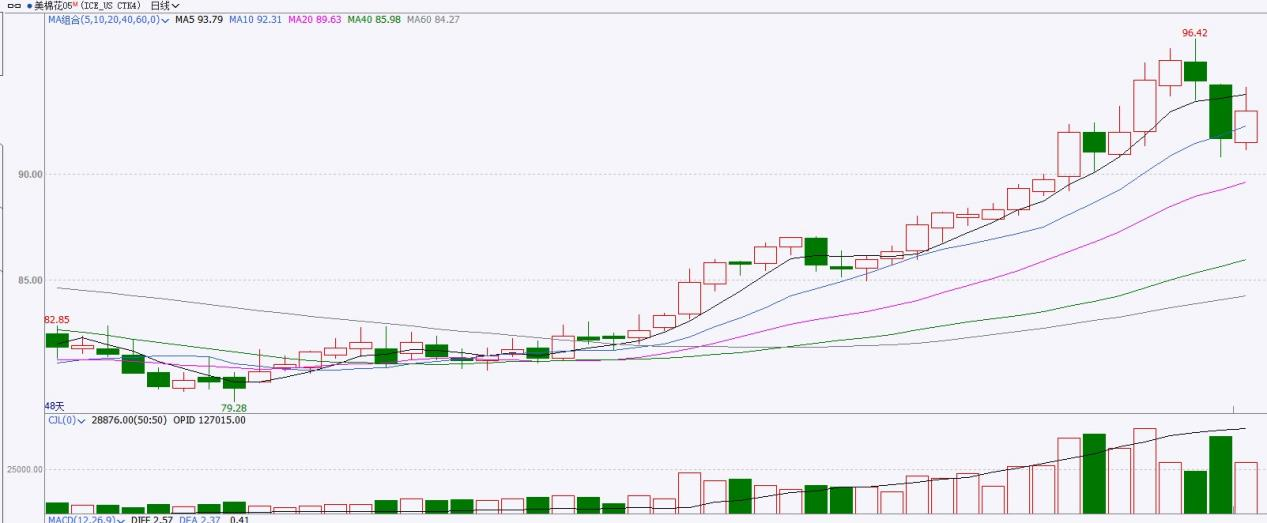 美棉花05M (ICE_US CTK4) 日线
MA组合(5,10,20,40,60,0) MA5 93.79 MA10 92.31 MA20 89.63 MA40 85.98 MA60 84.27
96.42
90.00
85.00
82.85
79.28
48天
CJL(0) 28876.00(50:50) OPID 127015.00
25000.00
MACD(12,26,9) DIFF 2.57 DEA 2.37 0.41